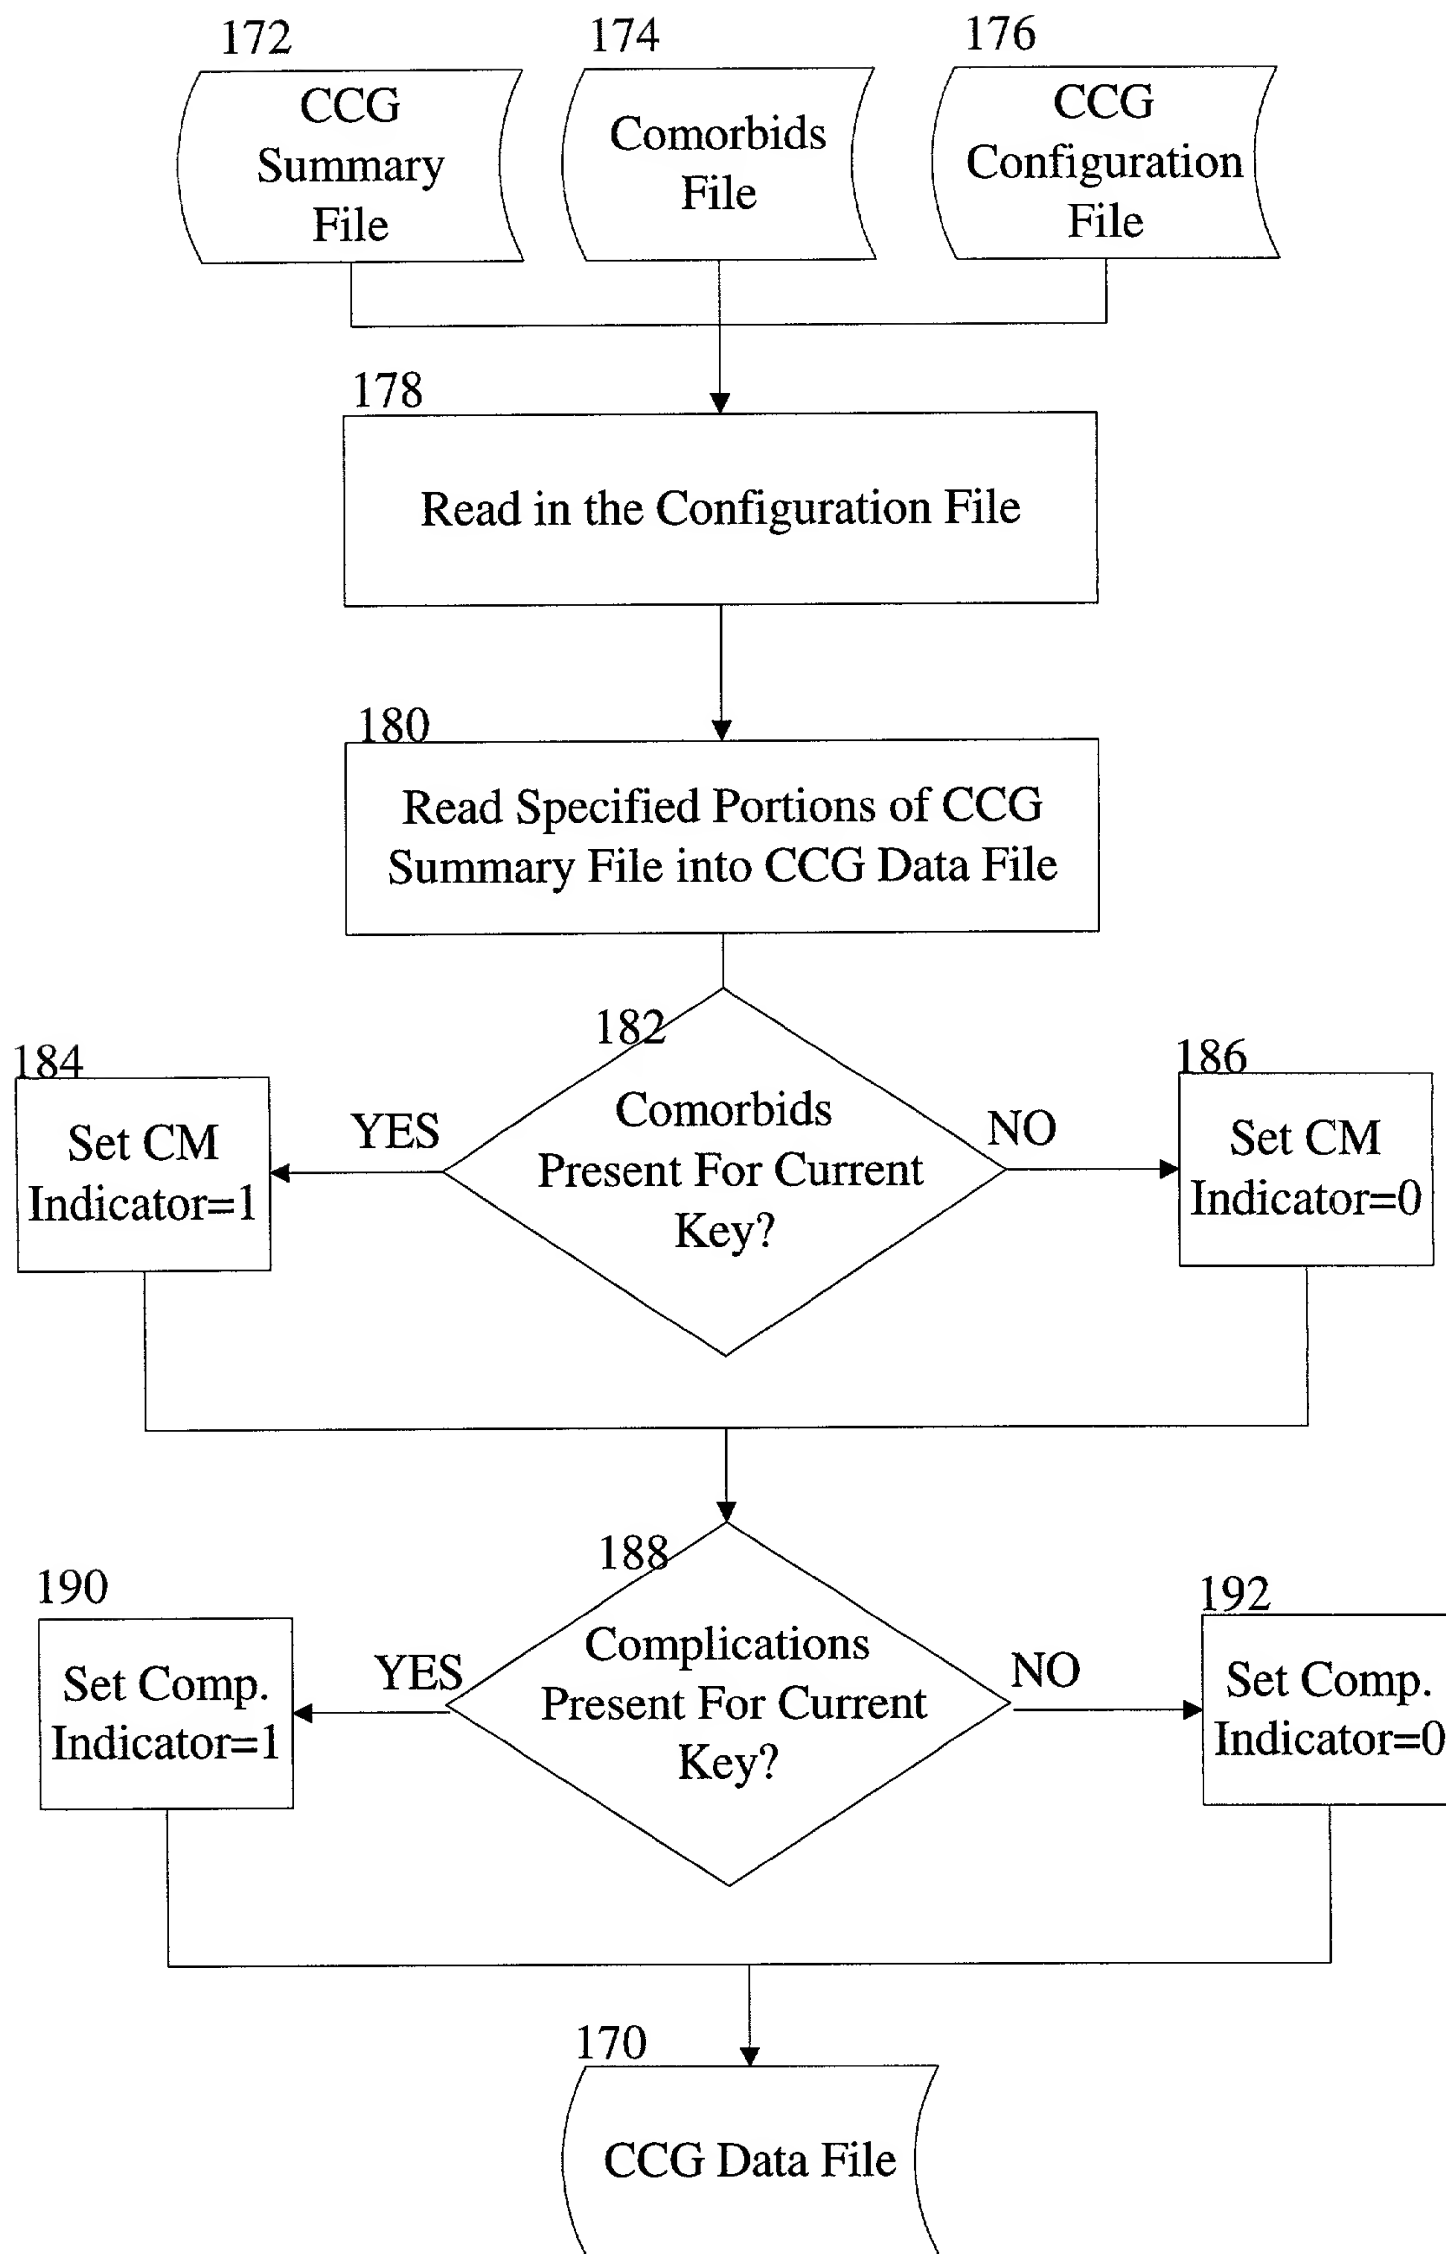 172
174
176
CCG
Summary
File
Comorbids
File
CCG
Configuration
File
178
Read in the Configuration File
180
Read Specified Portions of CCG
Summary File into CCG Data File
182
184
186
YES
NO
Set CM
Indicator=1
Comorbids
Present For Current
Key?
Set CM
Indicator=0
188
190
192
YES
NO
Set Comp.
Indicator=1
Complications
Present For Current
Key?
Set Comp.
Indicator=0
170
CCG Data File